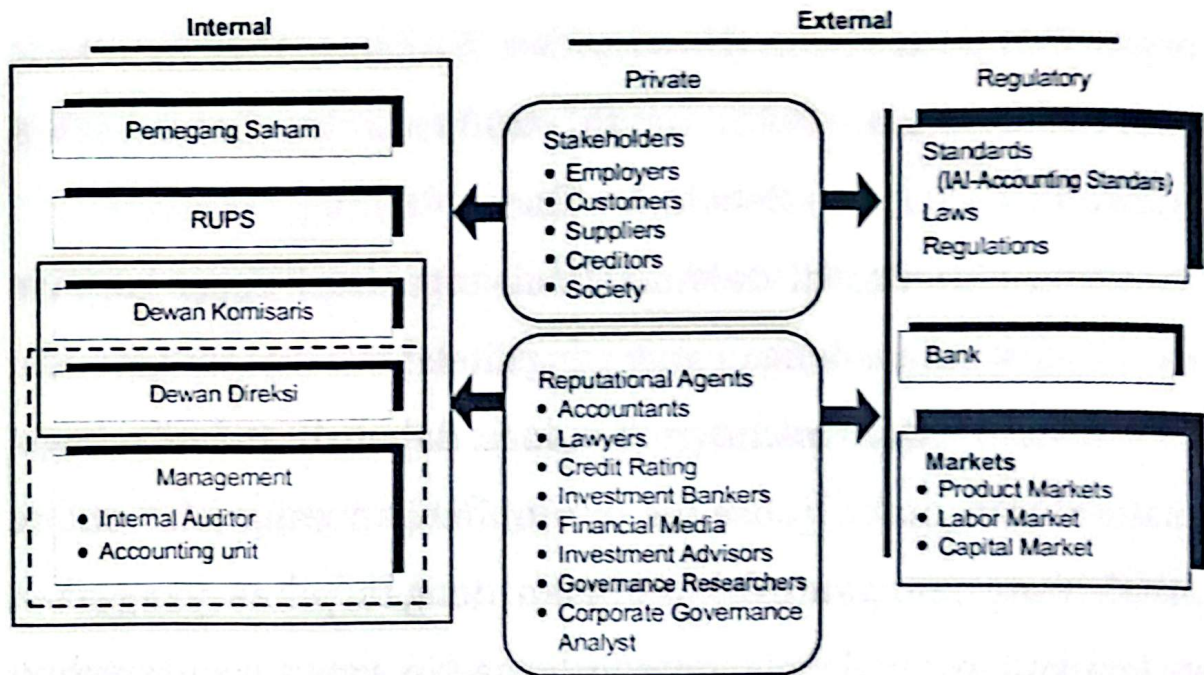 Internal
External
Private
Regulatory
Pemegang Saham
RUPS
Dewan Komisaris
Dewan Direksi
Management
• Internal Auditor
• Accounting unit
Stakeholders
• Employers
• Customers
• Suppliers
• Creditors
• Society
Reputational Agents
• Accountants
• Lawyers
• Credit Rating
• Investment Bankers
• Financial Media
• Investment Advisors
• Governance Researchers
• Corporate Governance
Analyst
Standards
(IAI-Accounting Standars)
Laws
Regulations
Bank
Markets
• Product Markets
• Labor Market
• Capital Market